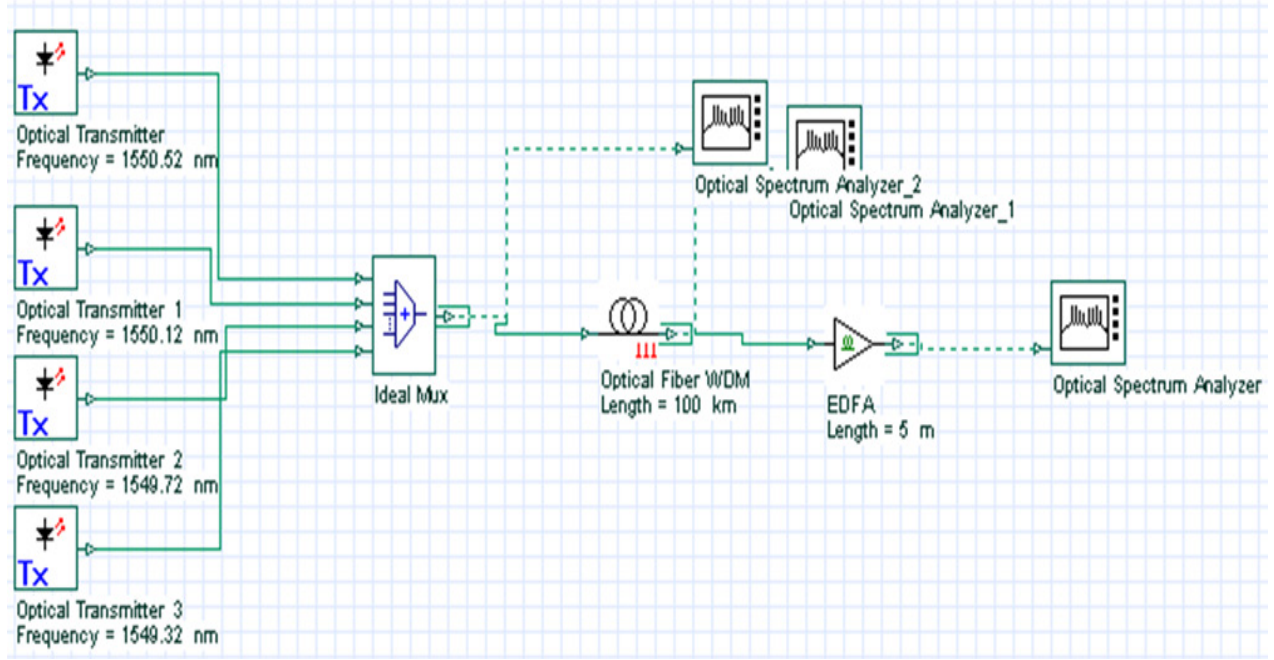 Tx
Optical Transmitter
Frequency = 1550.52 nm
Tx
Optical Transmitter 1
Frequency = 1550.12 nm
Tx
Optical Transmitter 2
Frequency = 1549.72 nm
Tx
Optical Transmitter 3
Frequency = 1549.32 nm
Ideal Mux
Optical Spectrum Analyzer_2
Optical Spectrum Analyzer_1
Optical Fiber WDM
Length = 100 km
EDFA
Length = 5 m
Optical Spectrum Analyzer